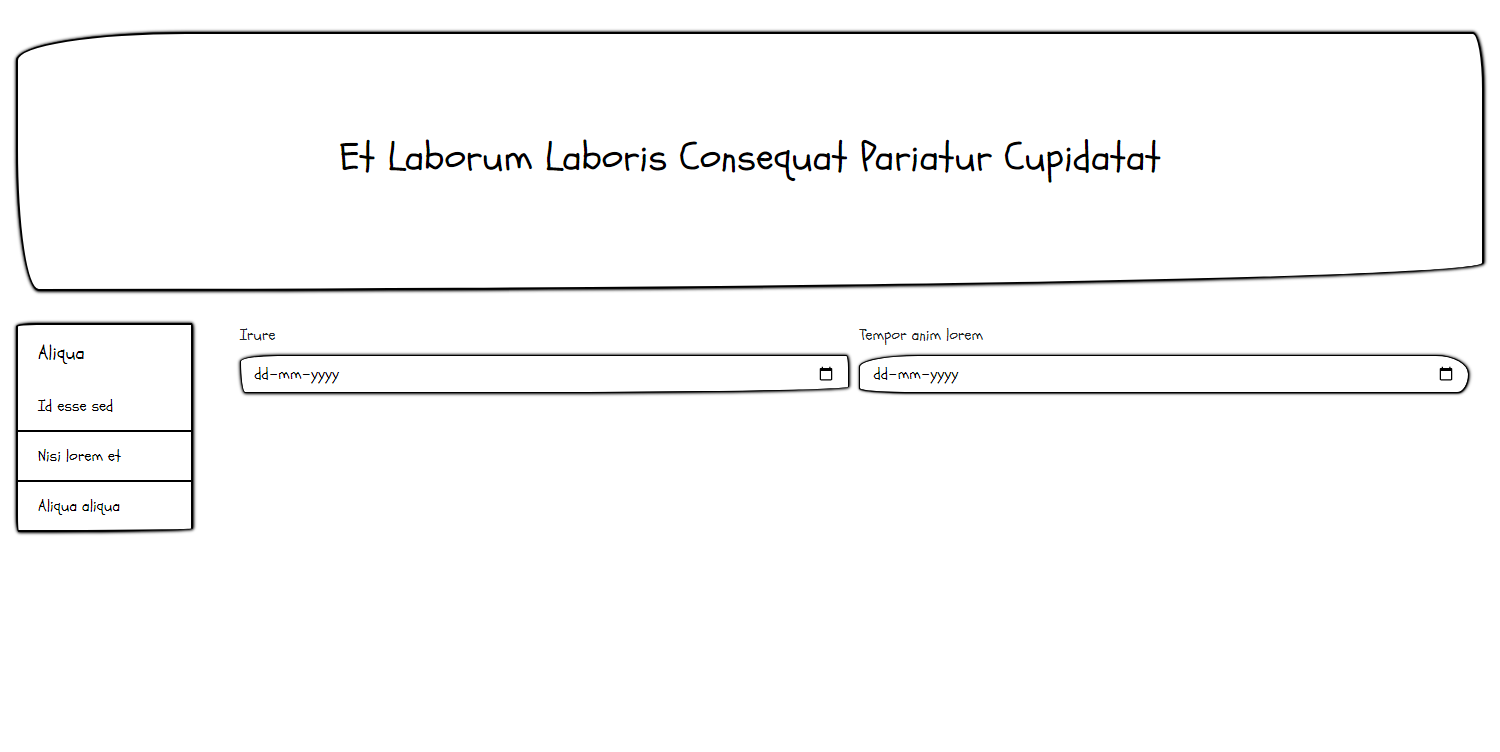 Et Laborum Laboris Consequat Pariatur Cupidatat
Aliqua
Id esse sed
Nisi lorem et
Aliqua aliqua
Irure
dd-mm-yyyy
Tempor anim lorem
dd-mm-yyyy